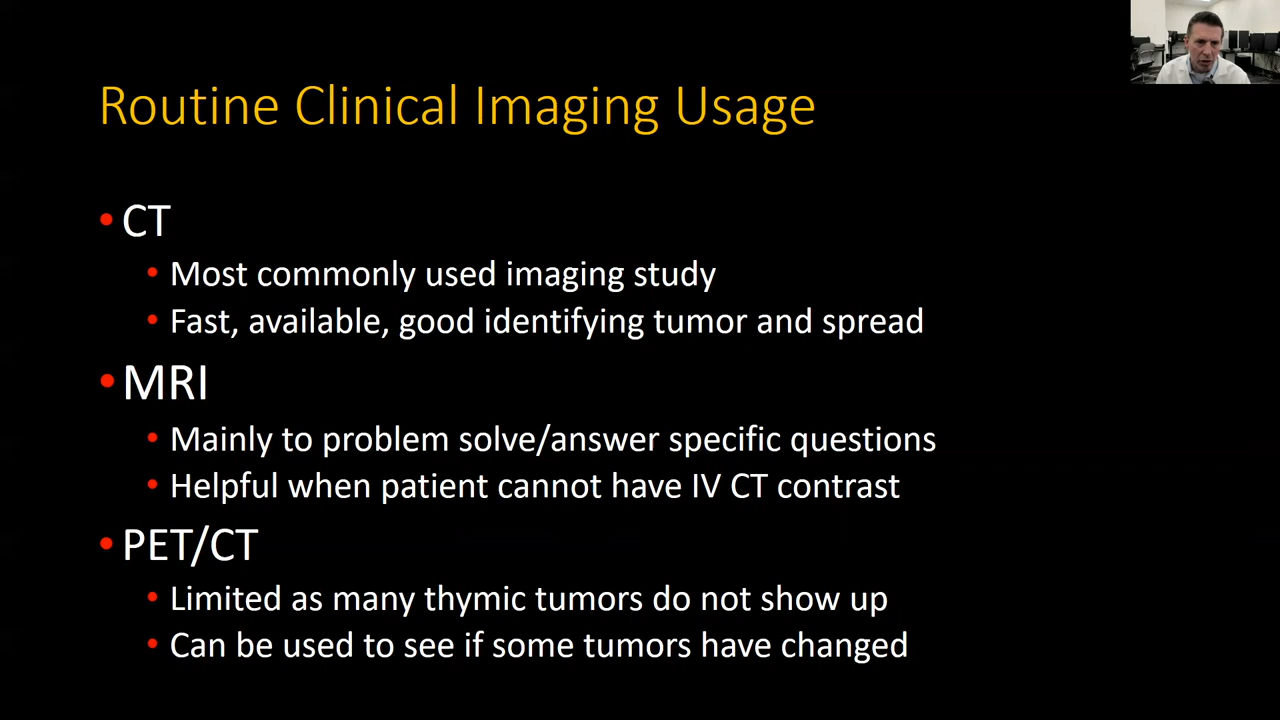 Routine Clinical Imaging Usage
• CT
• Most commonly used imaging study
• Fast, available, good identifying tumor and spread
• MRI
• Mainly to problem solve/answer specific questions
• Helpful when patient cannot have IV CT contrast
• PET/CT
• Limited as many thymic tumors do not show up
• Can be used to see if some tumors have changed